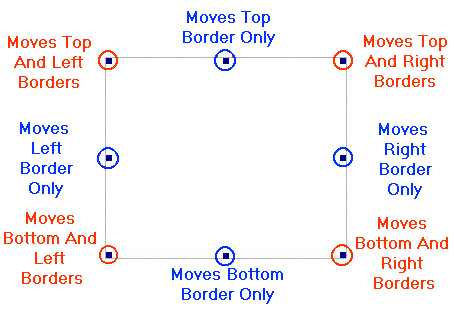 Moves Top
Border Only
Moves Top
And Left
Borders
Moves Top
And Right
Borders
Moves
Left
Border
Only
Moves
Right
Border
Only
Moves
Bottom And
Left
Borders
Moves Bottom
Border Only
Moves
Bottom And
Right
Borders